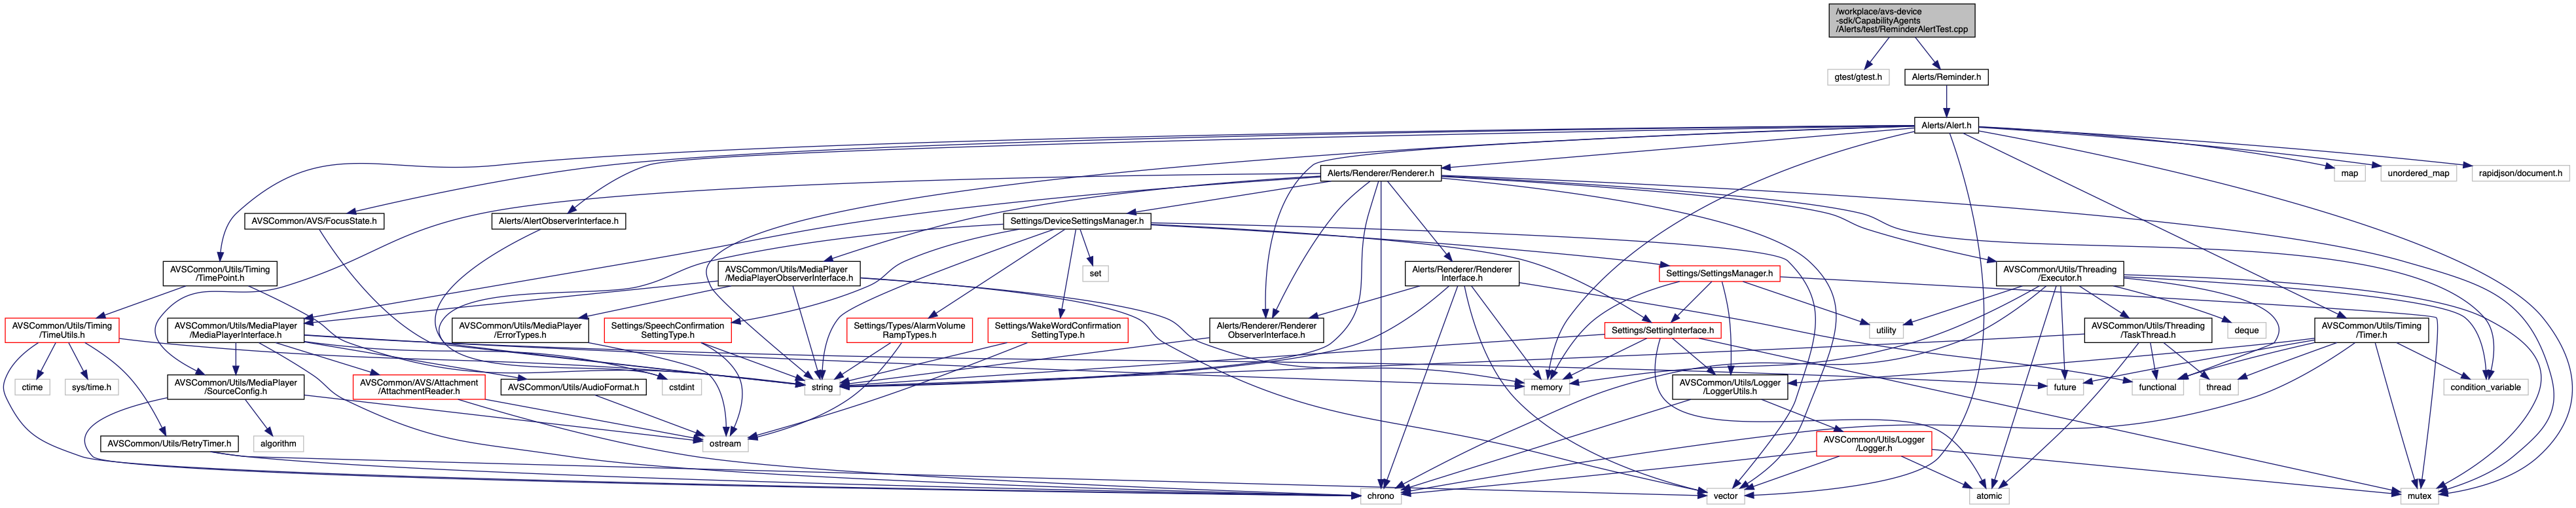 /workplace/avs-device
-sdk/CapabilityAgents
/Alerts/test/ReminderAlertTest.cpp
gtest/gtest.h
Alerts/Reminder.h
Alerts/Alert.h
Alerts/Renderer/Renderer.h
map
unordered_map
rapidjson/document.h
AVSCommon/AVS/FocusState.h
Alerts/AlertObserverInterface.h
Settings/DeviceSettingsManager.h
AVSCommon/Utils/Timing
/TimePoint.h
AVSCommon/Utils/MediaPlayer
/MediaPlayerObserverInterface.h
set
Alerts/Renderer/Renderer
Interface.h
Settings/SettingsManager.h
AVSCommon/Utils/Threading
/Executor.h
AVSCommon/Utils/Timing
/TimeUtils.h
AVSCommon/Utils/MediaPlayer
/MediaPlayerInterface.h
AVSCommon/Utils/MediaPlayer
/ErrorTypes.h
Settings/SpeechConfirmation
SettingType.h
Settings/Types/AlarmVolume
RampTypes.h
Settings/WakeWordConfirmation
SettingType.h
Alerts/Renderer/Renderer
ObserverInterface.h
Settings/SettingInterface.h
utility
AVSCommon/Utils/Threading
/TaskThread.h
deque
AVSCommon/Utils/Timing
/Timer.h
ctime
sys/time.h
AVSCommon/Utils/MediaPlayer
/SourceConfig.h
AVSCommon/AVS/Attachment
/AttachmentReader.h
AVSCommon/Utils/AudioFormat.h
cstdint
string
memory
AVSCommon/Utils/Logger
/LoggerUtils.h
future
functional
thread
condition_variable
AVSCommon/Utils/RetryTimer.h
algorithm
ostream
AVSCommon/Utils/Logger
/Logger.h
chrono
vector
atomic
mutex